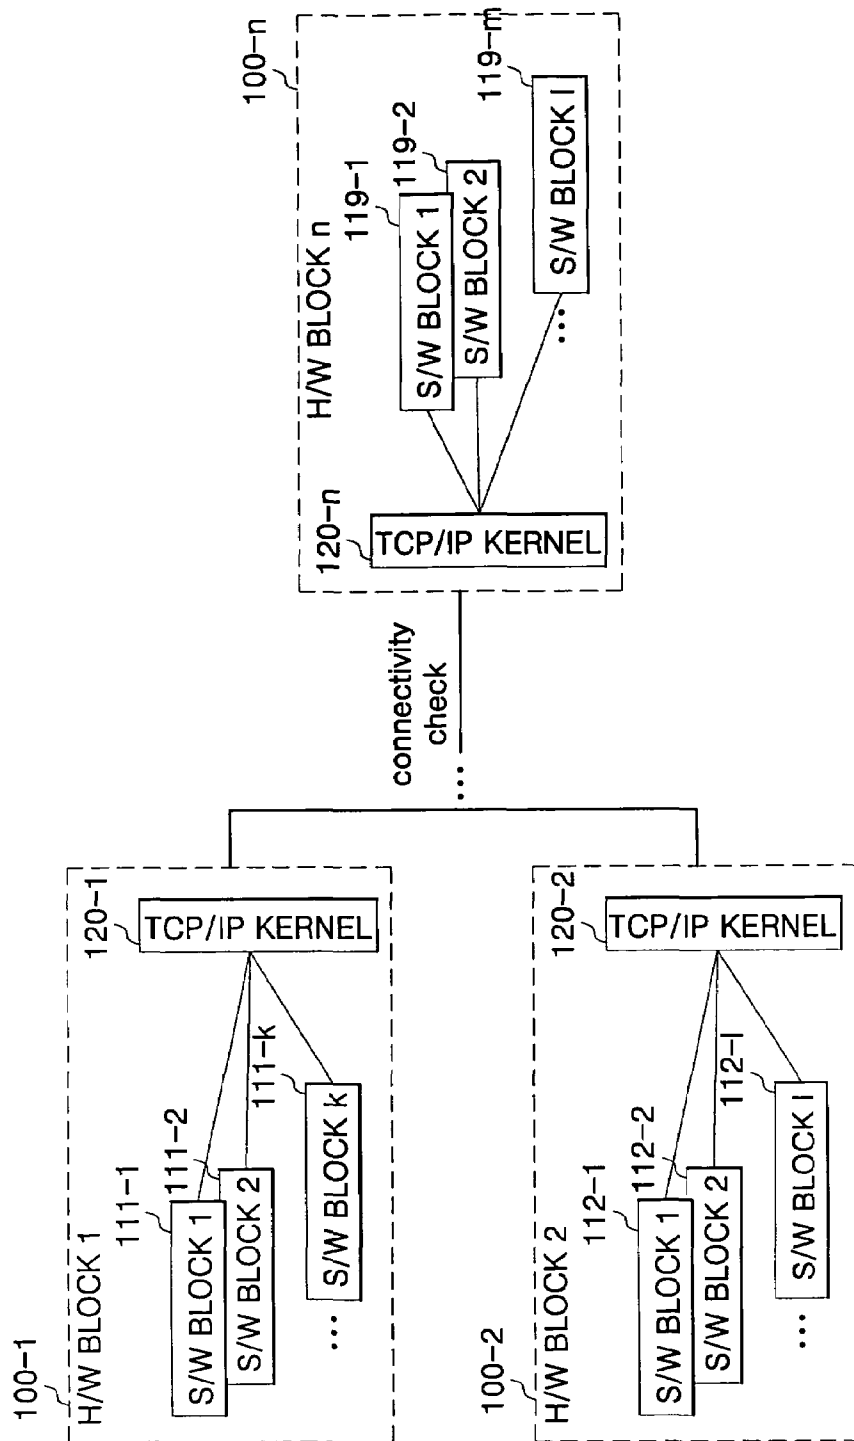 100-1
H/W BLOCK 1
111-1
S/W BLOCK 1
111-2
S/W BLOCK 2
111-k
S/W BLOCK k
...
120-1
TCP/IP KERNEL
100-2
H/W BLOCK 2
112-1
S/W BLOCK 1
112-2
S/W BLOCK 2
112-l
S/W BLOCK l
...
120-2
TCP/IP KERNEL
connectivity
check
...
100-n
H/W BLOCK n
120-n
TCP/IP KERNEL
119-1
S/W BLOCK 1
119-2
S/W BLOCK 2
119-m
S/W BLOCK l
...